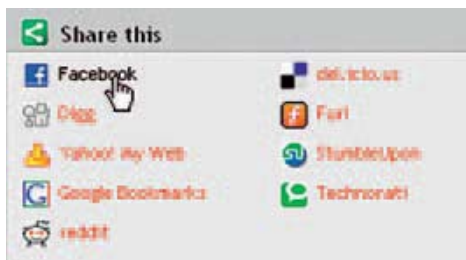 Share this
Facebook
del.icio.us
Digg
Furl
Yahoo! My Web
StumbleUpon
Google Bookmarks
Technorati
reddit